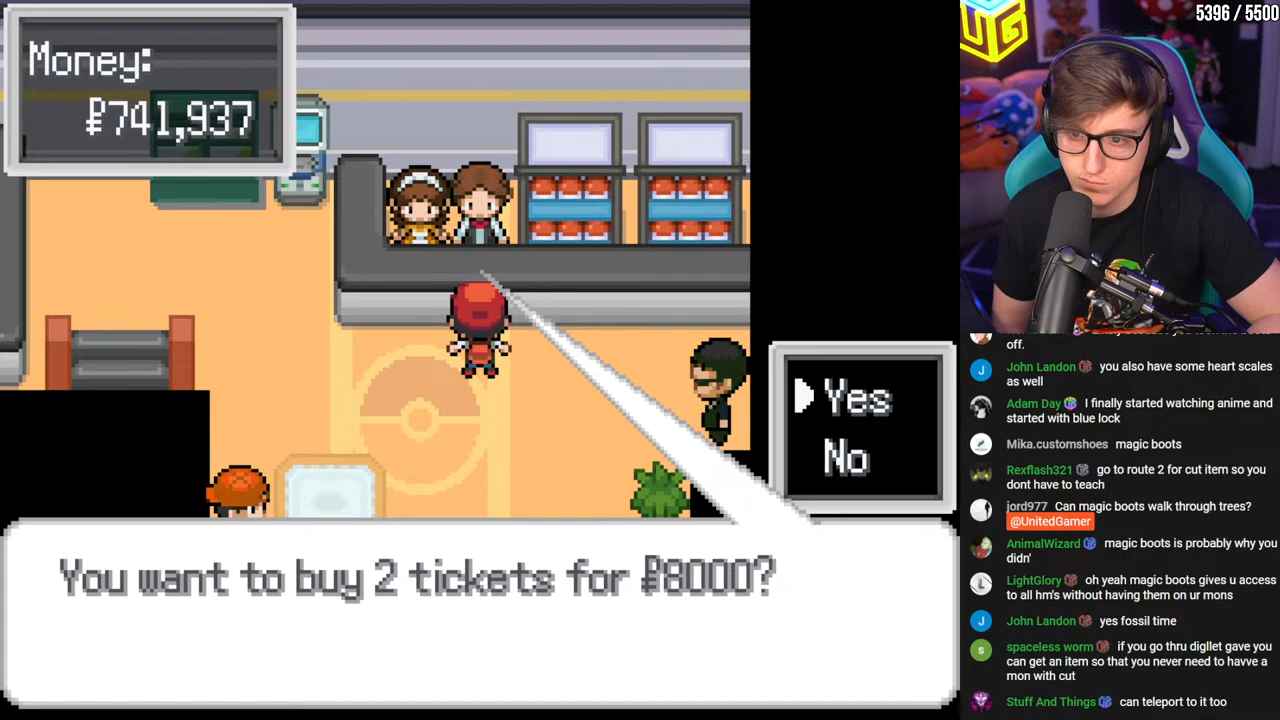 5396 / 5500
UG
Money:
₽741,937
Yes
No
You want to buy 2 tickets for ₽8000?
off.
J John Landon you also have some heart scales
as well
Adam Day I finally started watching anime and
started with blue lock
Mika.customshoes magic boots
Rexflash321 go to route 2 for cut item so you
dont have to teach
jord977 Can magic boots walk through trees?
@UnitedGamer
AnimalWizard magic boots is probably why you
didn'
LightGlory oh yeah magic boots gives u access
to all hm's without having them on ur mons
J John Landon yes fossil time
s spaceless worm if you go thru digllet gave you
can get an item so that you never need to havve a
mon with cut
Stuff And Things can teleport to it too